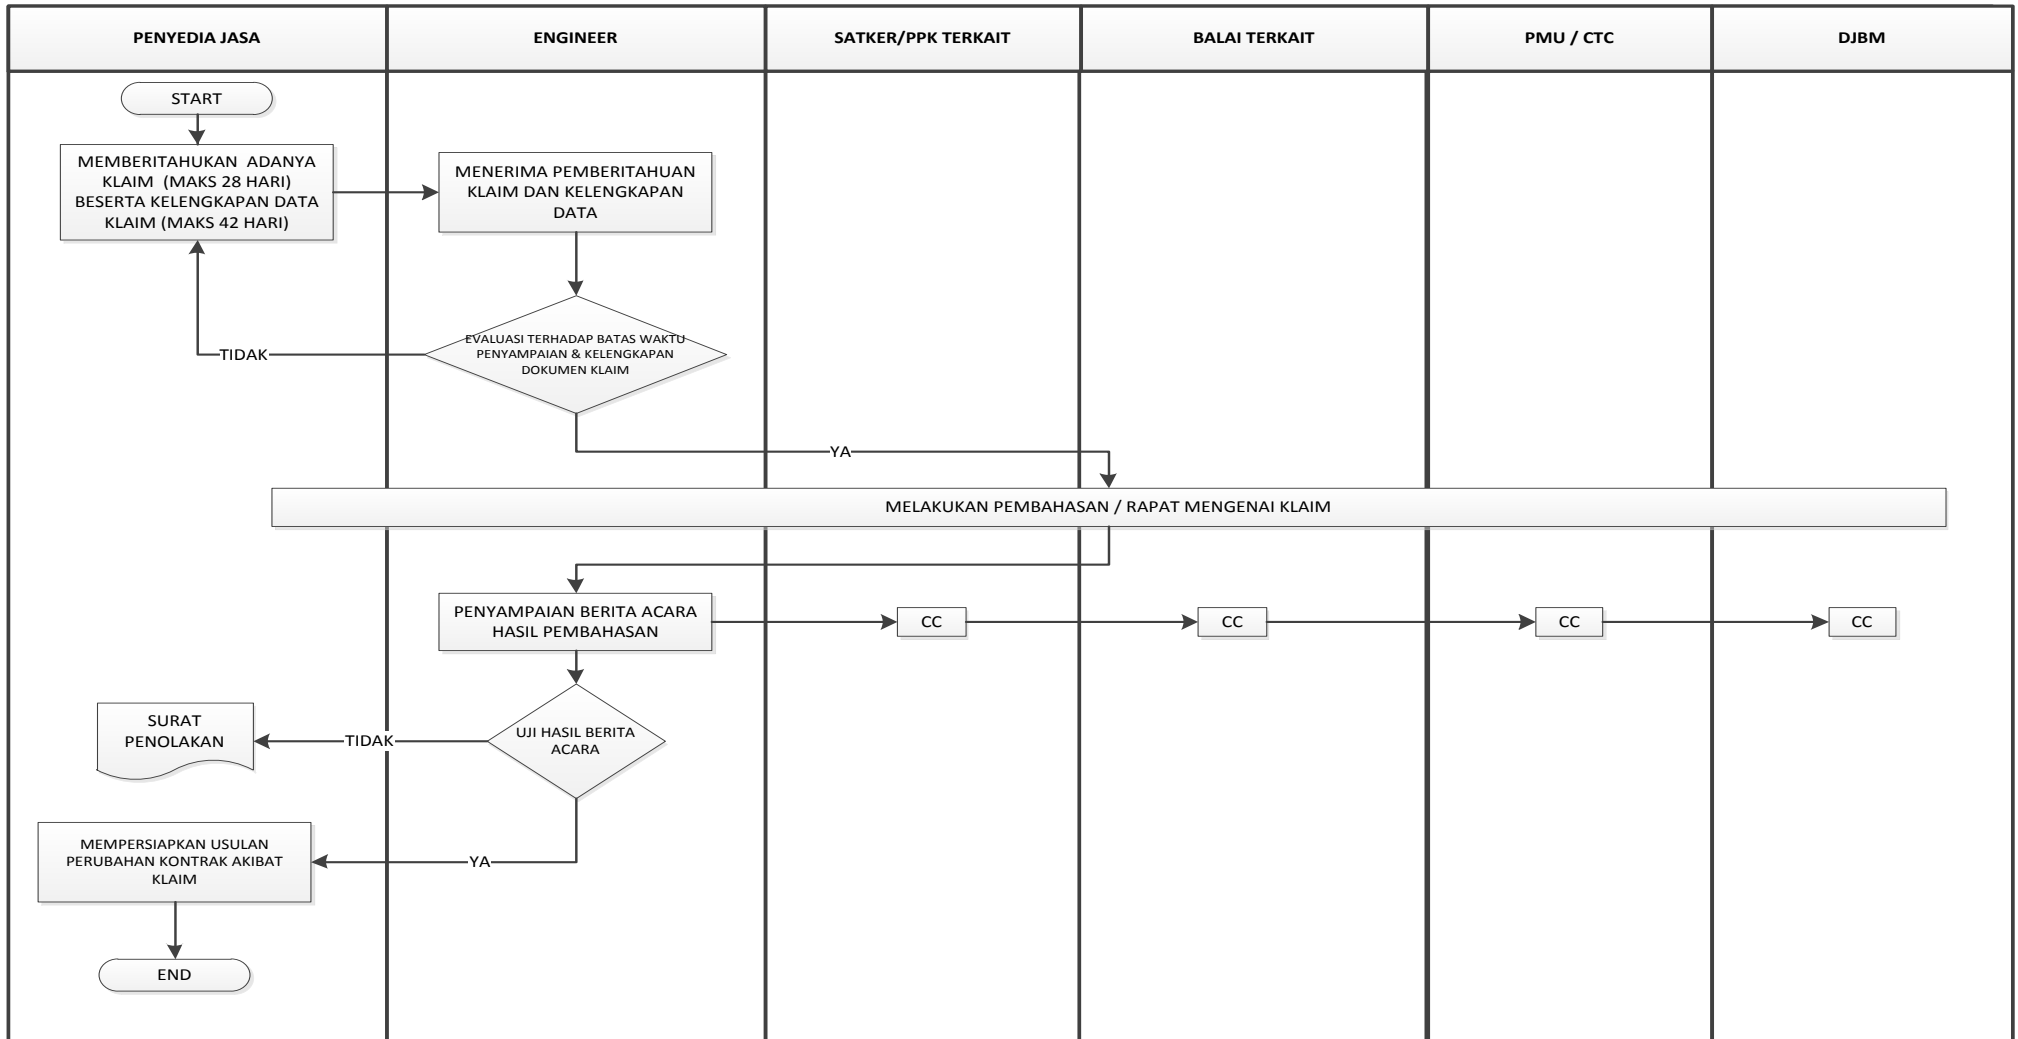 PENYEDIA JASA
ENGINEER
SATKER/PPK TERKAIT
BALAI TERKAIT
PMU / CTC
DJBM
START
MEMBERITAHUKAN ADANYA
KLAIM (MAKS 28 HARI)
BESERTA KELENGKAPAN DATA
KLAIM (MAKS 42 HARI)
MENERIMA PEMBERITAHUAN
KLAIM DAN KELENGKAPAN
DATA
EVALUASI TERHADAP BATAS WAKTU
PENYAMPAIAN & KELENGKAPAN
DOKUMEN KLAIM
TIDAK
YA
MELAKUKAN PEMBAHASAN / RAPAT MENGENAI KLAIM
PENYAMPAIAN BERITA ACARA
HASIL PEMBAHASAN
CC
CC
CC
CC
UJI HASIL BERITA
ACARA
TIDAK
SURAT
PENOLAKAN
YA
MEMPERSIAPKAN USULAN
PERUBAHAN KONTRAK AKIBAT
KLAIM
END